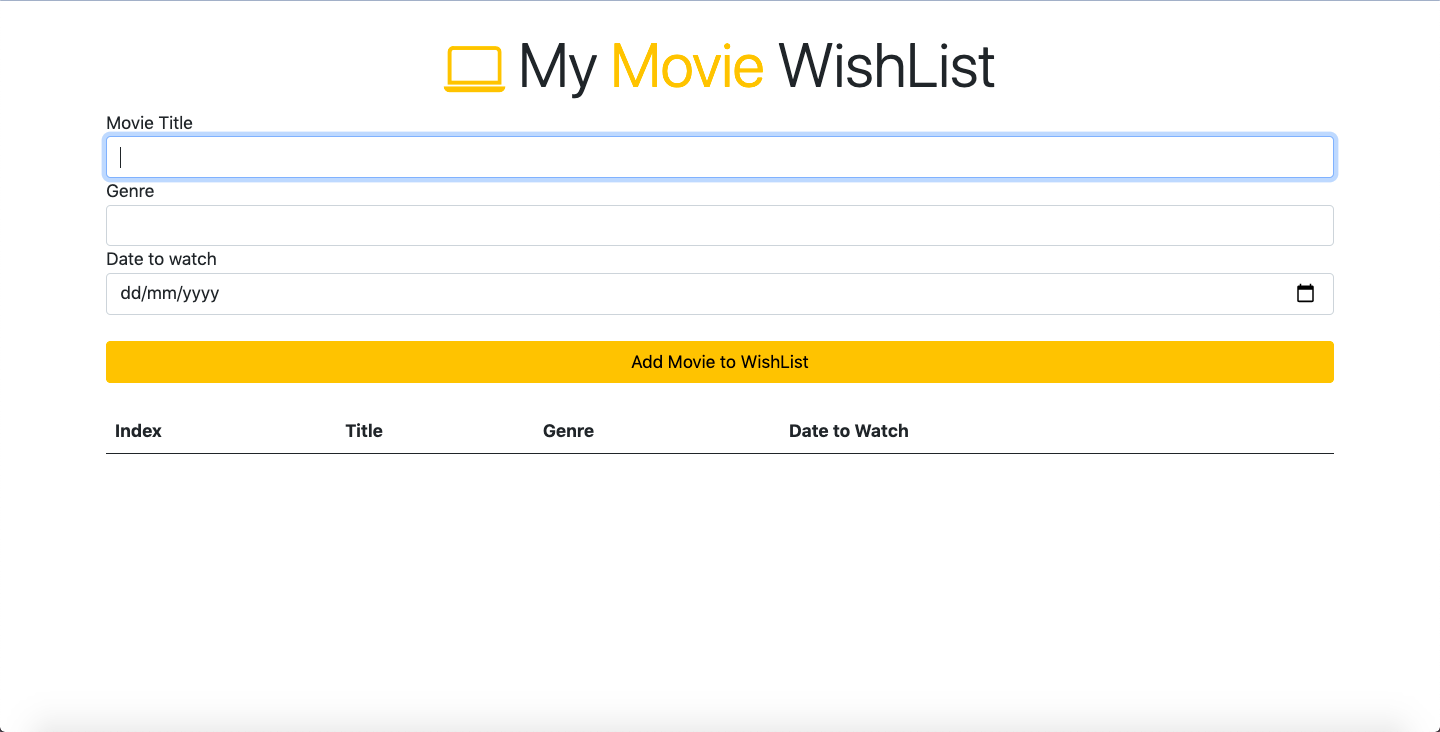 My Movie WishList
Movie Title
Genre
Date to watch
dd/mm/yyyy
Add Movie to WishList
Index Title Genre Date to Watch